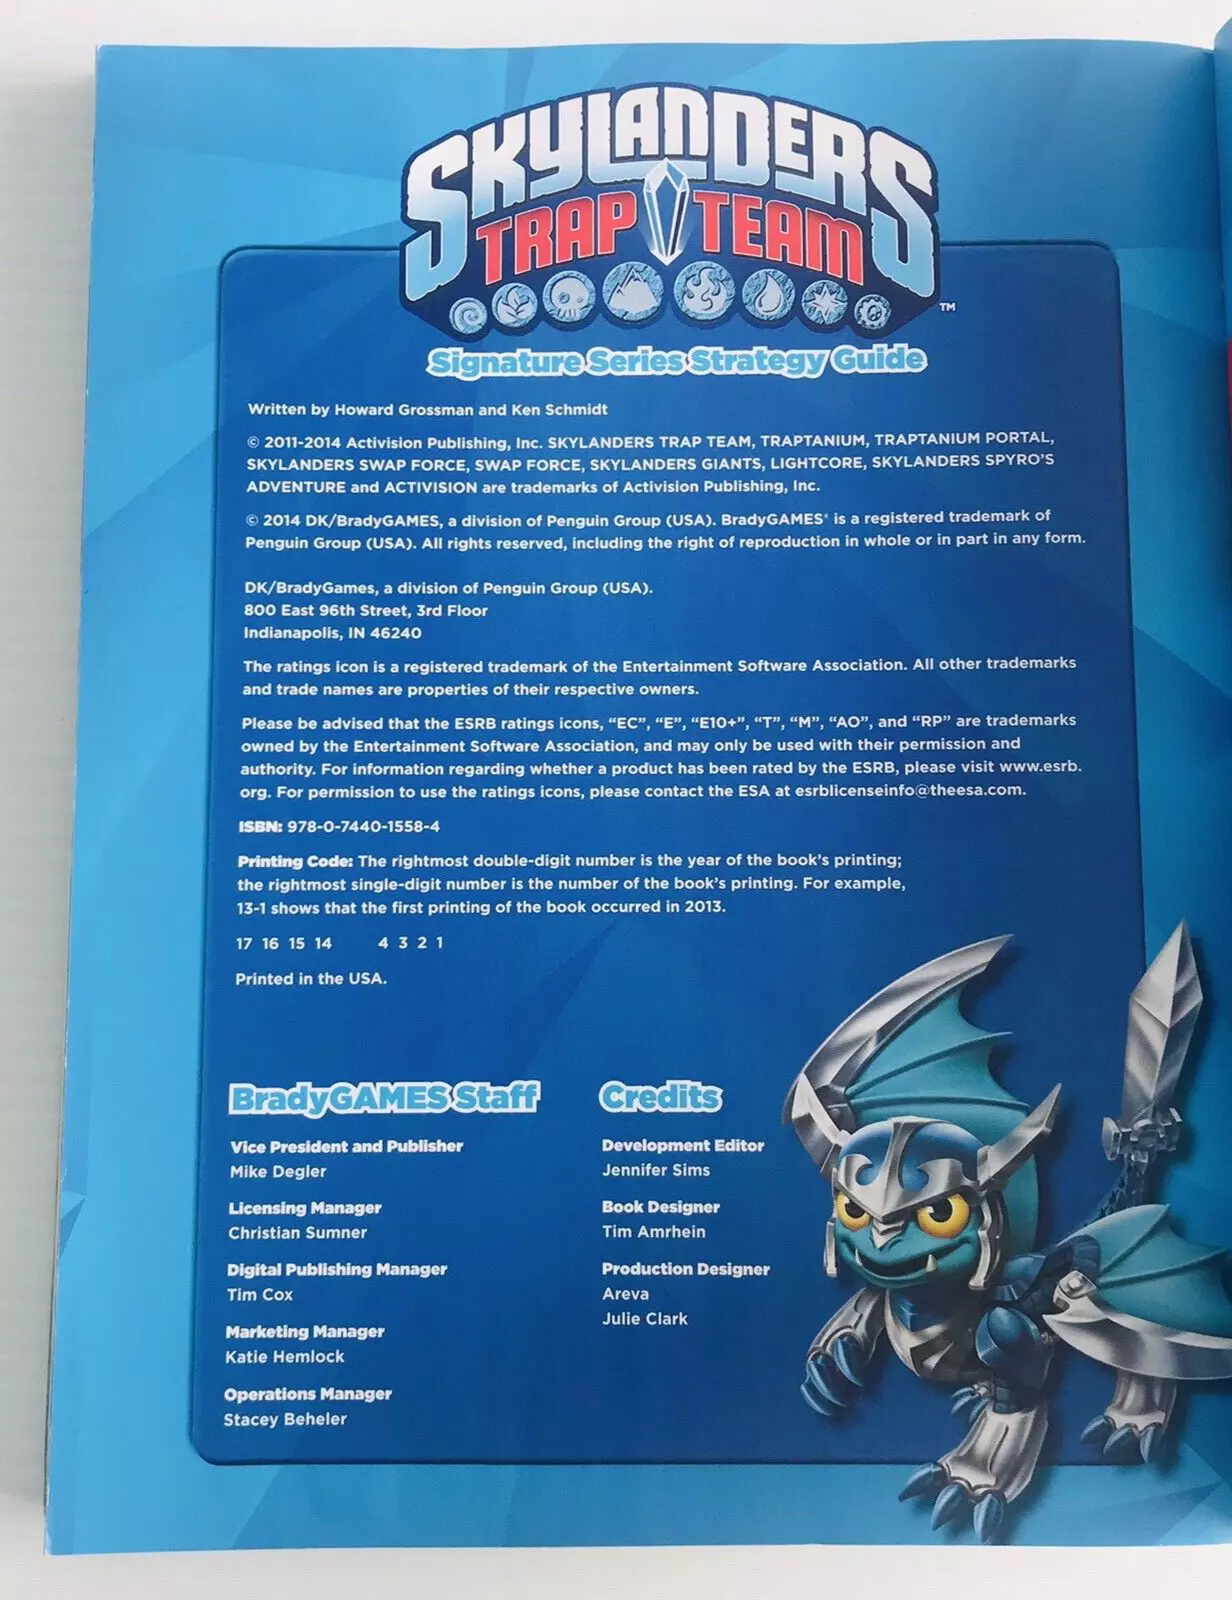 SKYLANDERS
TRAP TEAM
™
Signature Series Strategy Guide
Written by Howard Grossman and Ken Schmidt
© 2011-2014 Activision Publishing, Inc. SKYLANDERS TRAP TEAM, TRAPTANIUM, TRAPTANIUM PORTAL,
SKYLANDERS SWAP FORCE, SWAP FORCE, SKYLANDERS GIANTS, LIGHTCORE, SKYLANDERS SPYRO’S
ADVENTURE and ACTIVISION are trademarks of Activision Publishing, Inc.
© 2014 DK/BradyGAMES, a division of Penguin Group (USA). BradyGAMES® is a registered trademark of
Penguin Group (USA). All rights reserved, including the right of reproduction in whole or in part in any form.
DK/BradyGames, a division of Penguin Group (USA).
800 East 96th Street, 3rd Floor
Indianapolis, IN 46240
The ratings icon is a registered trademark of the Entertainment Software Association. All other trademarks
and trade names are properties of their respective owners.
Please be advised that the ESRB ratings icons, “EC”, “E”, “E10+”, “T”, “M”, “AO”, and “RP” are trademarks
owned by the Entertainment Software Association, and may only be used with their permission and
authority. For information regarding whether a product has been rated by the ESRB, please visit www.esrb.
org. For permission to use the ratings icons, please contact the ESA at esrblicenseinfo@theesa.com.
ISBN: 978-0-7440-1558-4
Printing Code: The rightmost double-digit number is the year of the book’s printing;
the rightmost single-digit number is the number of the book’s printing. For example,
13-1 shows that the first printing of the book occurred in 2013.
17 16 15 14 4 3 2 1
Printed in the USA.
BradyGAMES Staff
Vice President and Publisher
Mike Degler
Licensing Manager
Christian Sumner
Digital Publishing Manager
Tim Cox
Marketing Manager
Katie Hemlock
Operations Manager
Stacey Beheler
Credits
Development Editor
Jennifer Sims
Book Designer
Tim Amrhein
Production Designer
Areva
Julie Clark